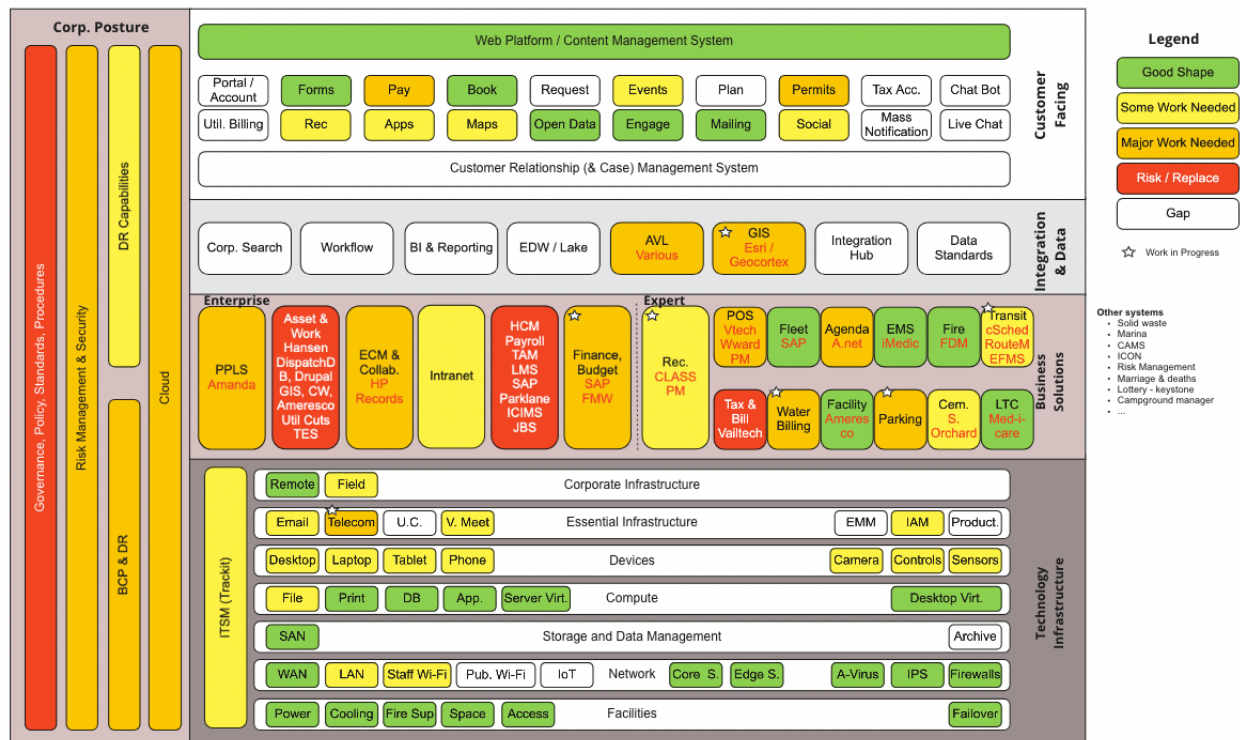 Corp. Posture
Governance, Policy, Standards, Procedures
Risk Management & Security
DR Capabilities
BCP & DR
Cloud
Web Platform / Content Management System
Portal /
Account
Forms
Pay
Book
Request
Events
Plan
Permits
Tax Acc.
Chat Bot
Util. Billing
Rec
Apps
Maps
Open Data
Engage
Mailing
Social
Mass
Notification
Live Chat
Customer Relationship (& Case) Management System
Customer
Facing
Corp. Search
Workflow
BI & Reporting
EDW / Lake
AVL
Various
GIS
Esri /
Geocortex
Integration
Hub
Data
Standards
Integration
& Data
Enterprise
PPLS
Amanda
Asset &
Work
Hansen
DispatchD
B, Drupal
GIS, CW,
Ameresco
Util Cuts
TES
ECM &
Collab.
HP
Records
Intranet
HCM
Payroll
TAM
LMS
SAP
Parklane
ICIMS
JBS
Finance,
Budget
SAP
FMW
Expert
Rec.
CLASS
PM
POS
Vtech
Wward
PM
Fleet
SAP
Agenda
A.net
EMS
iMedic
Fire
FDM
Transit
cSched
RouteM
EFMS
Tax &
Bill
Vailtech
Water
Billing
Facility
Ameres
co
Parking
Cem.
S.
Orchard
LTC
Med-i-
care
Business
Solutions
ITSM (Trackit)
Remote
Field
Corporate Infrastructure
Email
Telecom
U.C.
V. Meet
Essential Infrastructure
EMM
IAM
Product.
Desktop
Laptop
Tablet
Phone
Devices
Camera
Controls
Sensors
File
Print
DB
App.
Server Virt.
Compute
Desktop Virt.
SAN
Storage and Data Management
Archive
WAN
LAN
Staff Wi-Fi
Pub. Wi-Fi
IoT
Network
Core S.
Edge S.
A-Virus
IPS
Firewalls
Power
Cooling
Fire Sup
Space
Access
Facilities
Failover
Technology
Infrastructure
Legend
Good Shape
Some Work Needed
Major Work Needed
Risk / Replace
Gap
Work in Progress
Other systems
• Solid waste
• Marina
• CAMS
• ICON
• Risk Management
• Marriage & deaths
• Lottery - keystone
• Campground manager
• ...